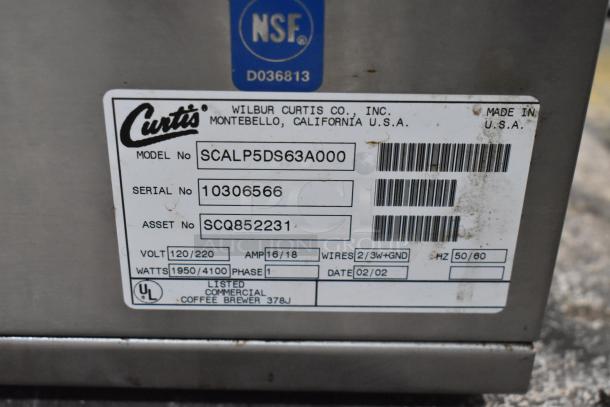 NSF®
D036813
Curtis®
WILBUR CURTIS CO., INC.
MONTEBELLO, CALIFORNIA U.S.A.
MADE IN
U.S.A.
MODEL No SCALP5DS63A000
SERIAL No 10306566
ASSET No SCQ852231
VOLT 120/220 AMP 16/18 WIRES 2/3W+GND HZ 50/60
WATTS 1950/4100 PHASE 1 DATE 02/02
UL
LISTED
COMMERCIAL
COFFEE BREWER 378J